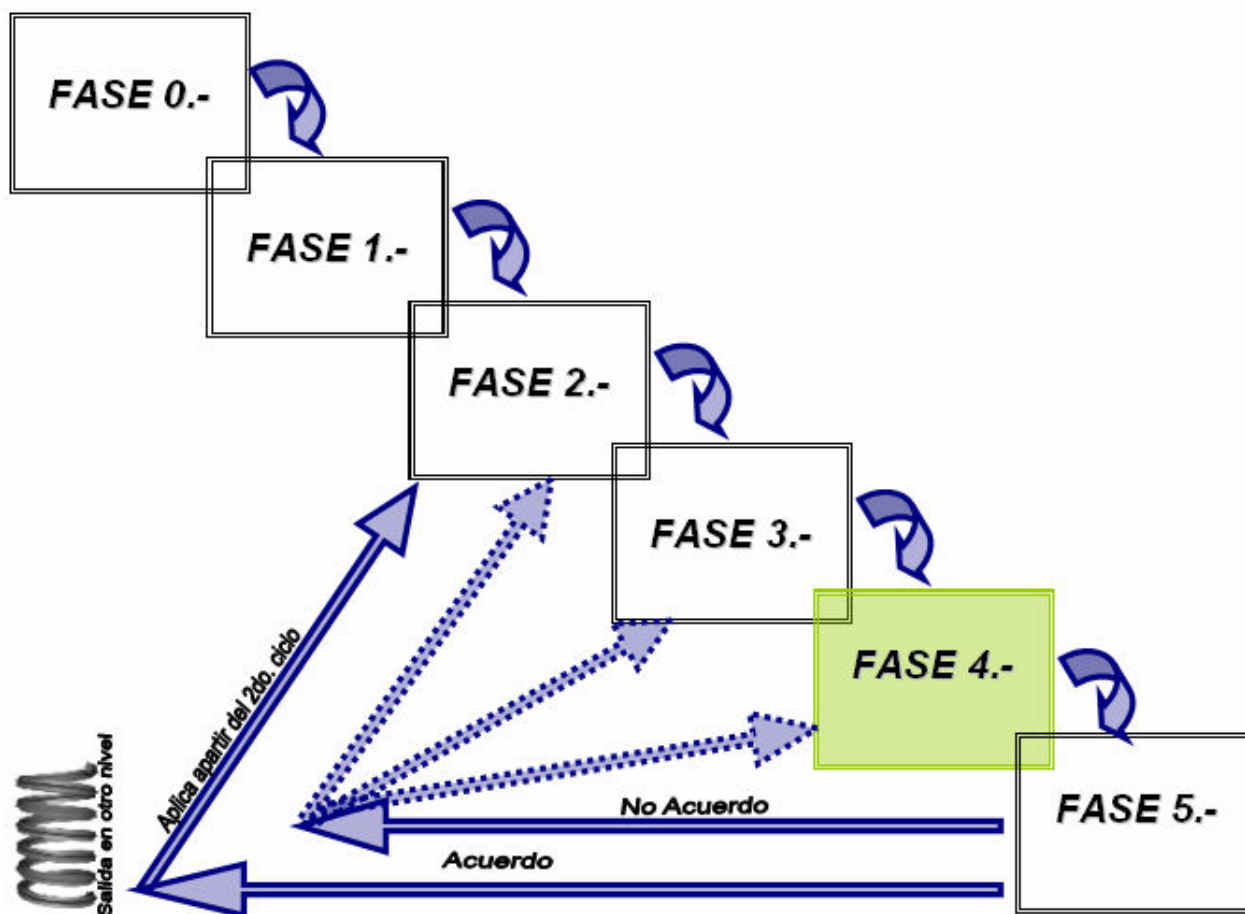 FASE 0.-
FASE 1.-
FASE 2.-
FASE 3.-
FASE 4.-
FASE 5.-
Aplica apartir del 2do. ciclo
Salida en otro nivel
No Acuerdo
Acuerdo